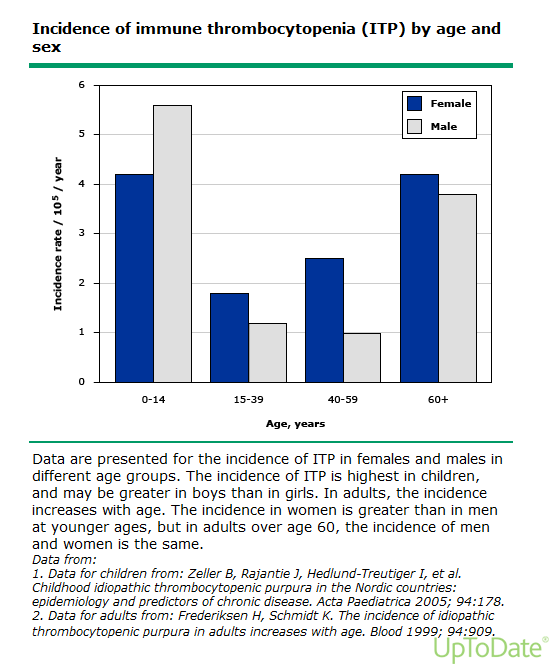 Incidence of immune thrombocytopenia (ITP) by age and
sex
Incidence rate / 10⁵ / year
6
5
4
3
2
1
0
Female
Male
0-14
15-39
40-59
60+
Age, years
Data are presented for the incidence of ITP in females and males in
different age groups. The incidence of ITP is highest in children,
and may be greater in boys than in girls. In adults, the incidence
increases with age. The incidence in women is greater than in men
at younger ages, but in adults over age 60, the incidence of men
and women is the same.
Data from:
1. Data for children from: Zeller B, Rajantie J, Hedlund-Treutiger I, et al.
Childhood idiopathic thrombocytopenic purpura in the Nordic countries:
epidemiology and predictors of chronic disease. Acta Paediatrica 2005; 94:178.
2. Data for adults from: Frederiksen H, Schmidt K. The incidence of idiopathic
thrombocytopenic purpura in adults increases with age. Blood 1999; 94:909.
UpToDate®